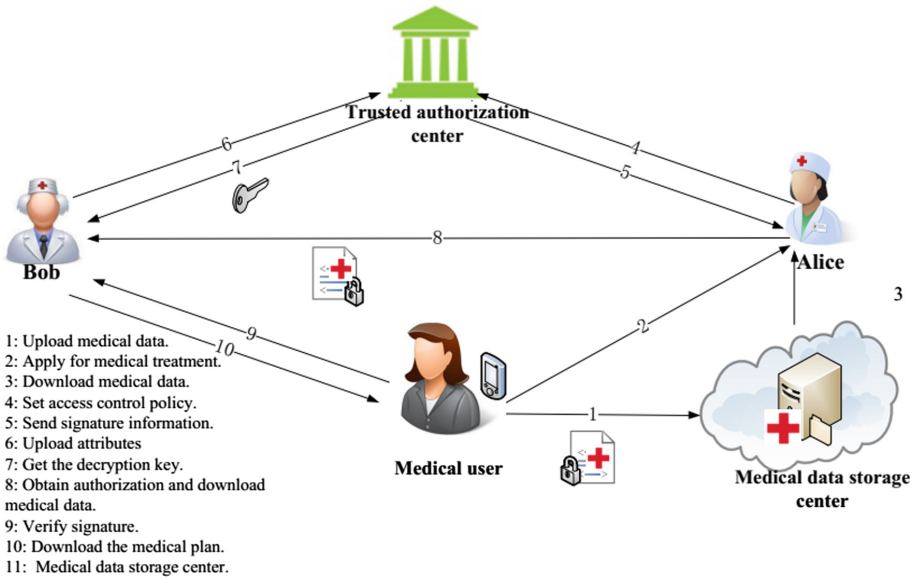 Trusted authorization
center
6
7
4
5
8
Bob
Alice
3
9
10
2
1
Medical user
Medical data storage
center
1: Upload medical data.
2: Apply for medical treatment.
3: Download medical data.
4: Set access control policy.
5: Send signature information.
6: Upload attributes
7: Get the decryption key.
8: Obtain authorization and download
medical data.
9: Verify signature.
10: Download the medical plan.
11: Medical data storage center.